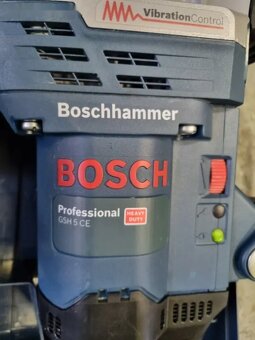 VibrationControl
Boschhammer
BOSCH
Professional
HEAVY
DUTY
GSH 5 CE